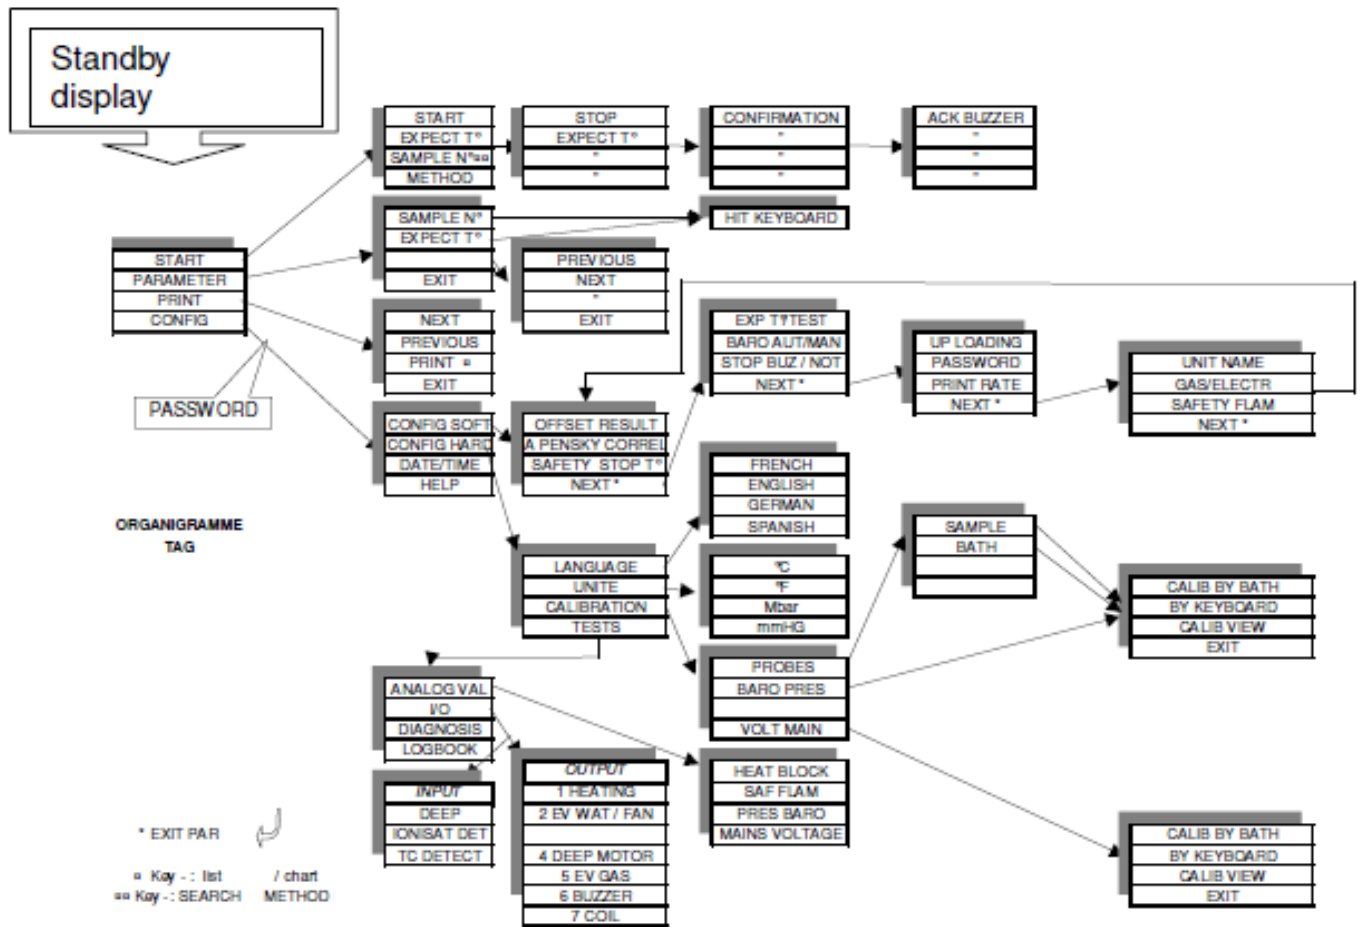 Standby
display
START
EXPECT T°
SAMPLE N°¤¤
METHOD
STOP
EXPECT T°
"
"
CONFIRMATION
"
"
"
ACK BUZZER
"
"
"
SAMPLE N°
EXPECT T°
EXIT
HIT KEYBOARD
START
PARAMETER
PRINT
CONFIG
PREVIOUS
NEXT
"
EXIT
NEXT
PREVIOUS
PRINT ¤
EXIT
EXP T°/TEST
BARO AUT/MAN
STOP BUZ / NOT
NEXT *
UP LOADING
PASSWORD
PRINT RATE
NEXT *
UNIT NAME
GAS/ELECTR
SAFETY FLAM
NEXT *
PASSWORD
CONFIG SOFT
CONFIG HARD
DATE/TIME
HELP
OFFSET RESULT
A PENSKY CORREL
SAFETY STOP T°
NEXT *
FRENCH
ENGLISH
GERMAN
SPANISH
ORGANIGRAMME
TAG
SAMPLE
BATH
LANGUAGE
UNITE
CALIBRATION
TESTS
°C
°F
Mbar
mmHG
CALIB BY BATH
BY KEYBOARD
CALIB VIEW
EXIT
PROBES
BARO PRES
VOLT MAIN
ANALOG VAL
I/O
DIAGNOSIS
LOGBOOK
INPUT
DEEP
IONISAT DET
TC DETECT
OUTPUT
1 HEATING
2 EV WAT / FAN
4 DEEP MOTOR
5 EV GAS
6 BUZZER
7 COIL
HEAT BLOCK
SAF FLAM
PRES BARO
MAINS VOLTAGE
CALIB BY BATH
BY KEYBOARD
CALIB VIEW
EXIT
* EXIT PAR
¤ Key - : list / chart
¤¤ Key - : SEARCH METHOD